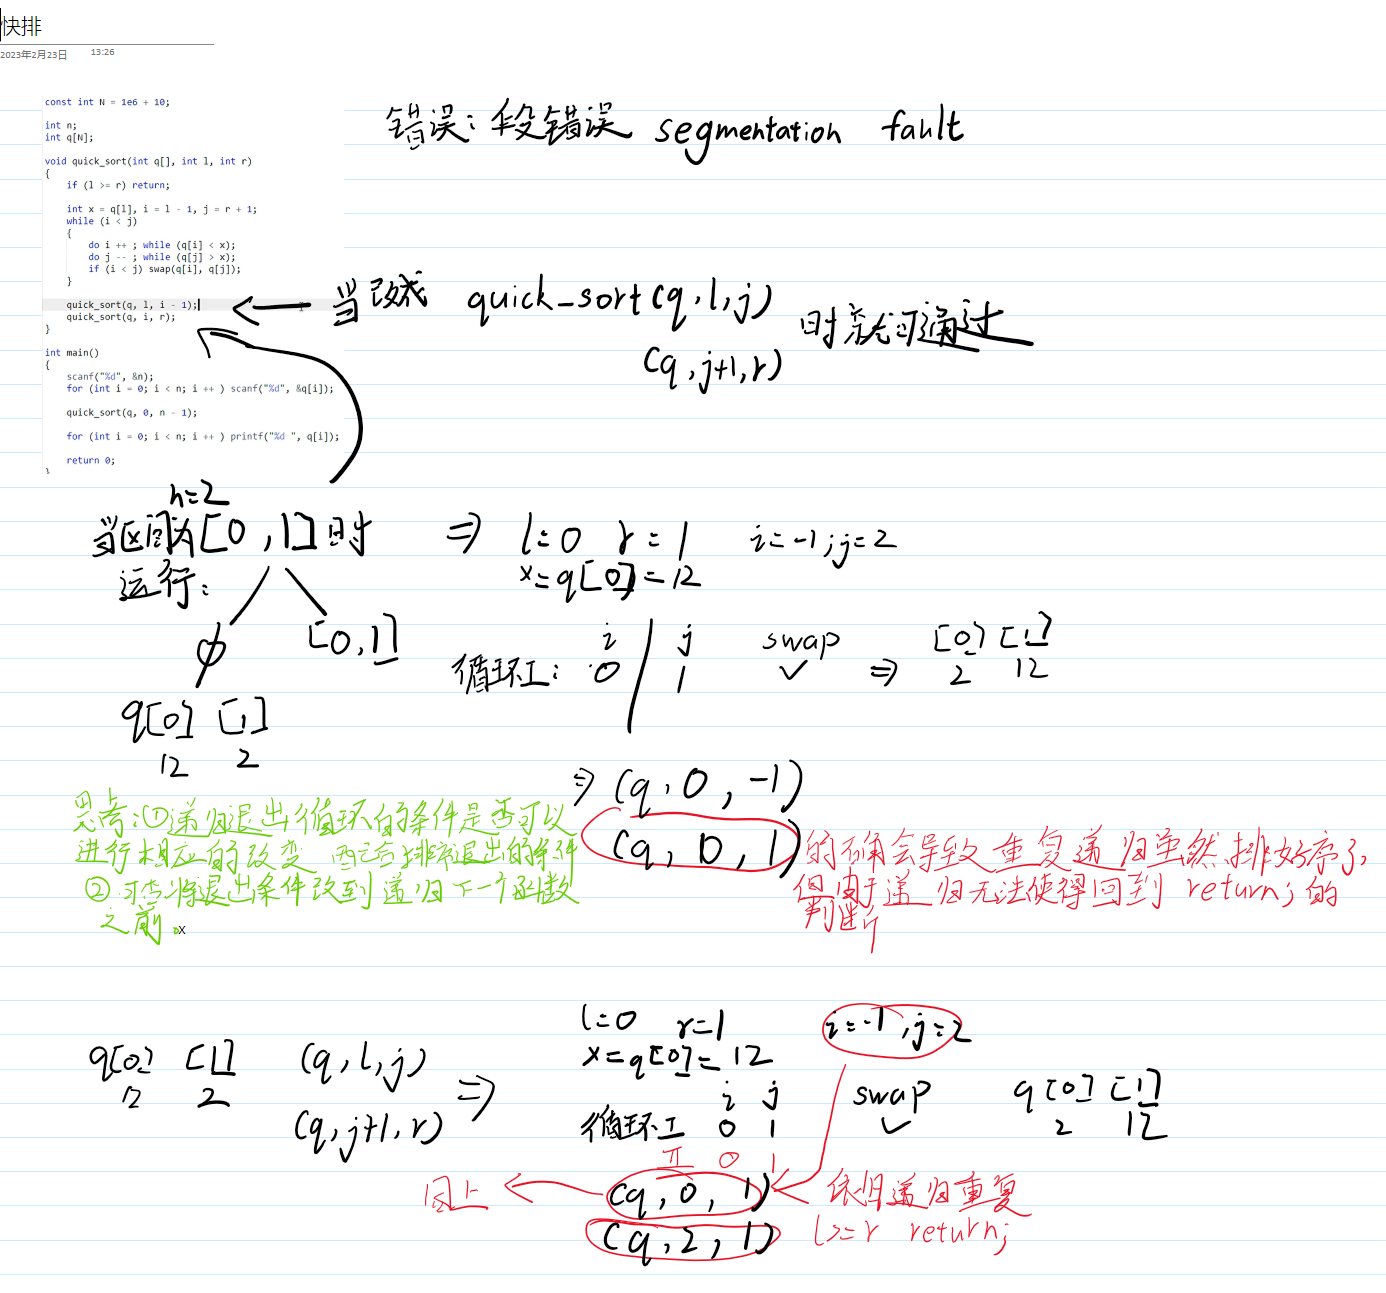 快排
2023年2月23日 13:26
const int N = 1e6 + 10;
int n;
int q[N];
void quick_sort(int q[], int l, int r)
{
if (l >= r) return;
int x = q[l], i = l - 1, j = r + 1;
while (i < j)
{
do i ++ ; while (q[i] < x);
do j -- ; while (q[j] > x);
if (i < j) swap(q[i], q[j]);
}
quick_sort(q, l, i - 1);
quick_sort(q, i, r);
}
int main()
{
scanf("%d", &n);
for (int i = 0; i < n; i ++ ) scanf("%d", &q[i]);
quick_sort(q, 0, n - 1);
for (int i = 0; i < n; i ++ ) printf("%d ", q[i]);
return 0;
}
错误:段错误 segmentation fault
当改成 quick_sort(q,l,j)
(q,j+1,r)
时就可通过
n=2
当区间为[0,1]时 ⇒ l=0 r=1 i=-1;j=2
运行: x=q[0]=12
φ [0,1]
i j swap [0] [1]
循环I: 0 1 ✓ ⇒ 2 12
q[0] [1]
12 2
⇒ (q,0,-1)
(q,0,1)
的确会导致重复递归虽然排好序了,
但由于递归无法使得回到 return;的
判断
思考:①递归退出循环的条件是否可以
进行相应的改变
②可否将退出条件改到递归下一个函数
之前。x
l=0 r=1 i=-1,j=2
q[0] [1] (q,l,j) ⇒ x=q[0]=12
12 2 (q,j+1,r)
i j swap q[0] [1]
循环I 0 1 ✓ 2 12
II 0 1
同上 (q,0,1) 依旧递归重复
(q,2,1) l>=r return;